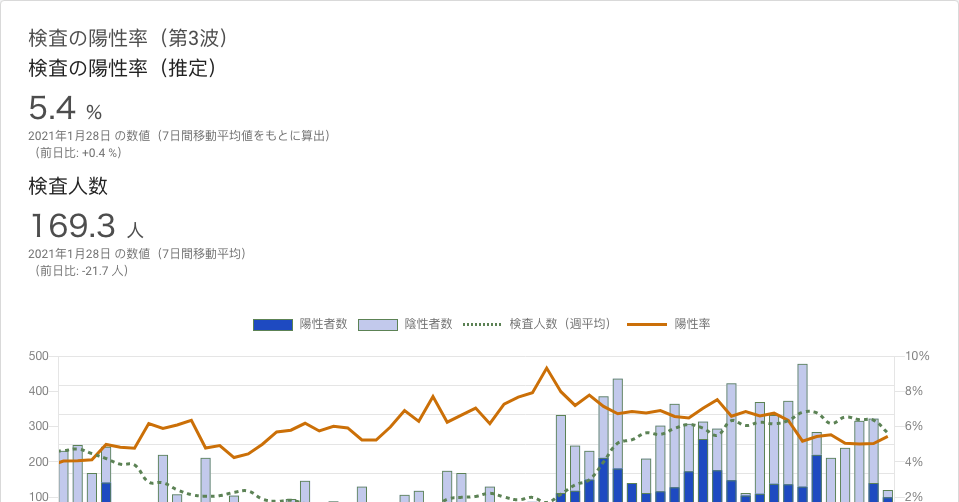 検査の陽性率（第3波）
検査の陽性率（推定）
5.4 %
2021年1月28日 の数値（7日間移動平均値をもとに算出）
（前日比: +0.4 %）
検査人数
169.3 人
2021年1月28日 の数値（7日間移動平均）
（前日比: -21.7 人）
陽性者数 陰性者数 検査人数（週平均） 陽性率
500 10%
400 8%
300 6%
200 4%
100 2%